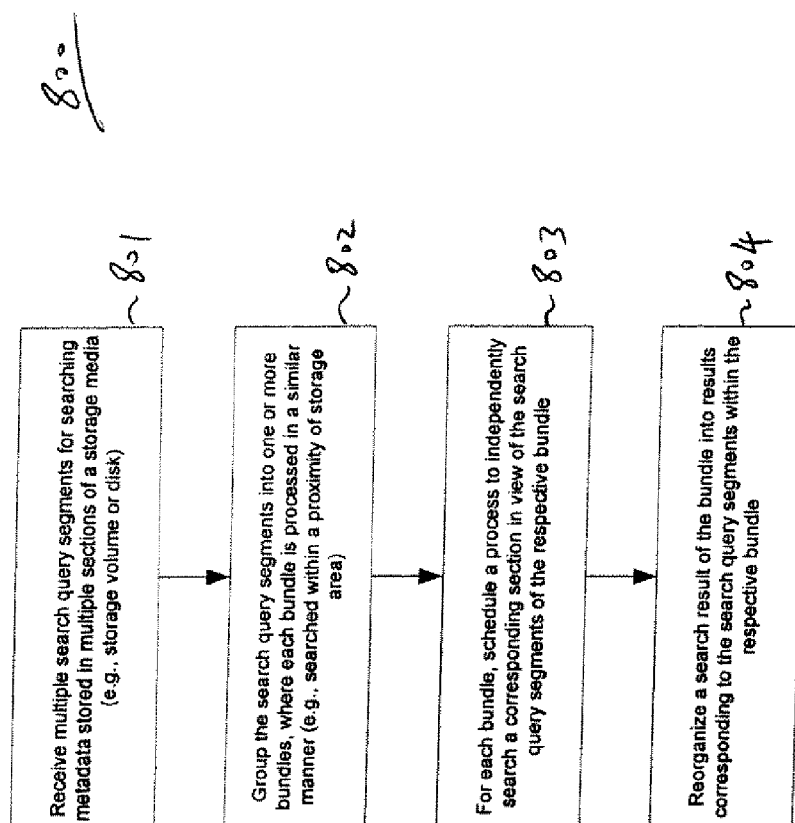 800
Receive multiple search query segments for searching
metadata stored in multiple sections of a storage media
(e.g., storage volume or disk)
~801
Group the search query segments into one or more
bundles, where each bundle is processed in a similar
manner (e.g., searched within a proximity of storage
area)
~802
For each bundle, schedule a process to independently
search a corresponding section in view of the search
query segments of the respective bundle
~803
Reorganize a search result of the bundle into results
corresponding to the search query segments within the
respective bundle
~804